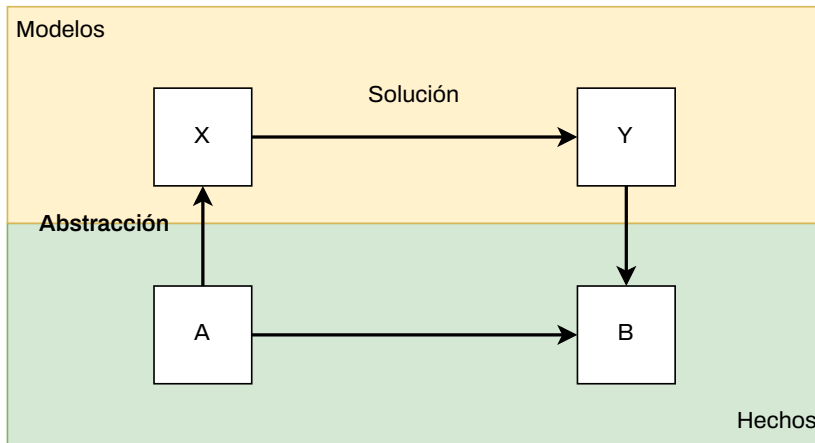 Modelos
Solución
X
Y
Abstracción
A
B
Hechos